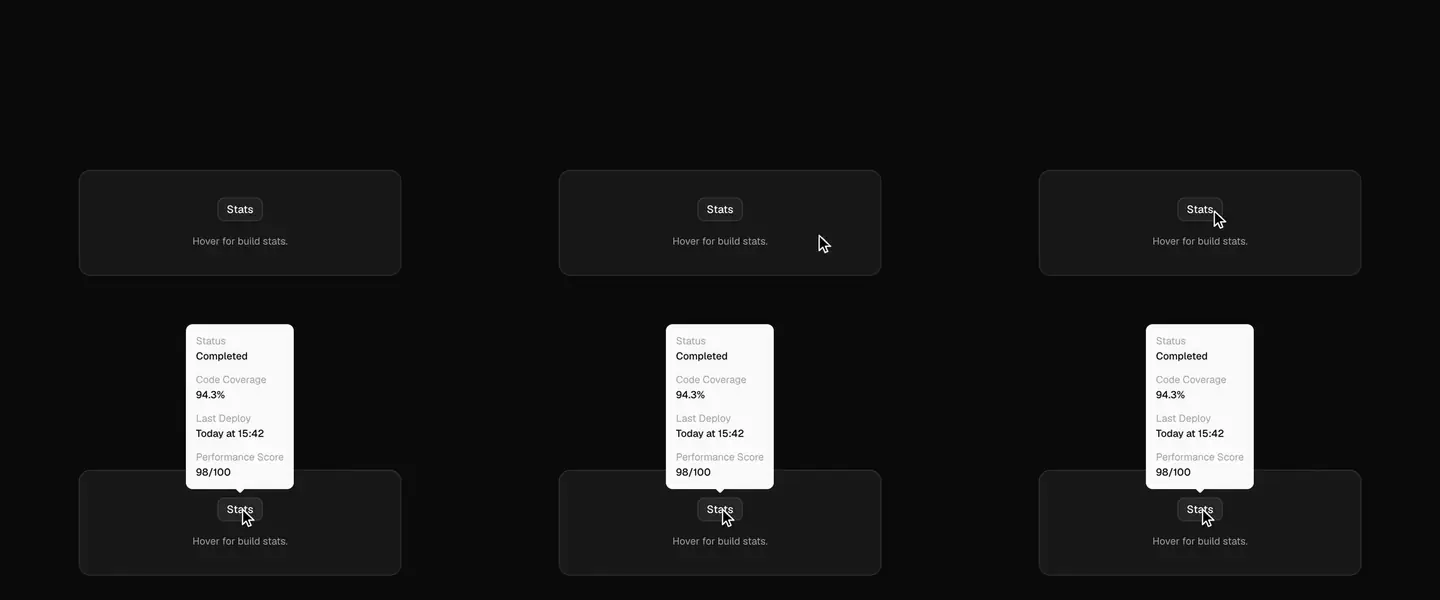 Stats
Hover for build stats.
Stats
Hover for build stats.
Stats
Hover for build stats.
Status
Completed
Code Coverage
94.3%
Last Deploy
Today at 15:42
Performance Score
98/100
Stats
Hover for build stats.
Status
Completed
Code Coverage
94.3%
Last Deploy
Today at 15:42
Performance Score
98/100
Stats
Hover for build stats.
Status
Completed
Code Coverage
94.3%
Last Deploy
Today at 15:42
Performance Score
98/100
Stats
Hover for build stats.